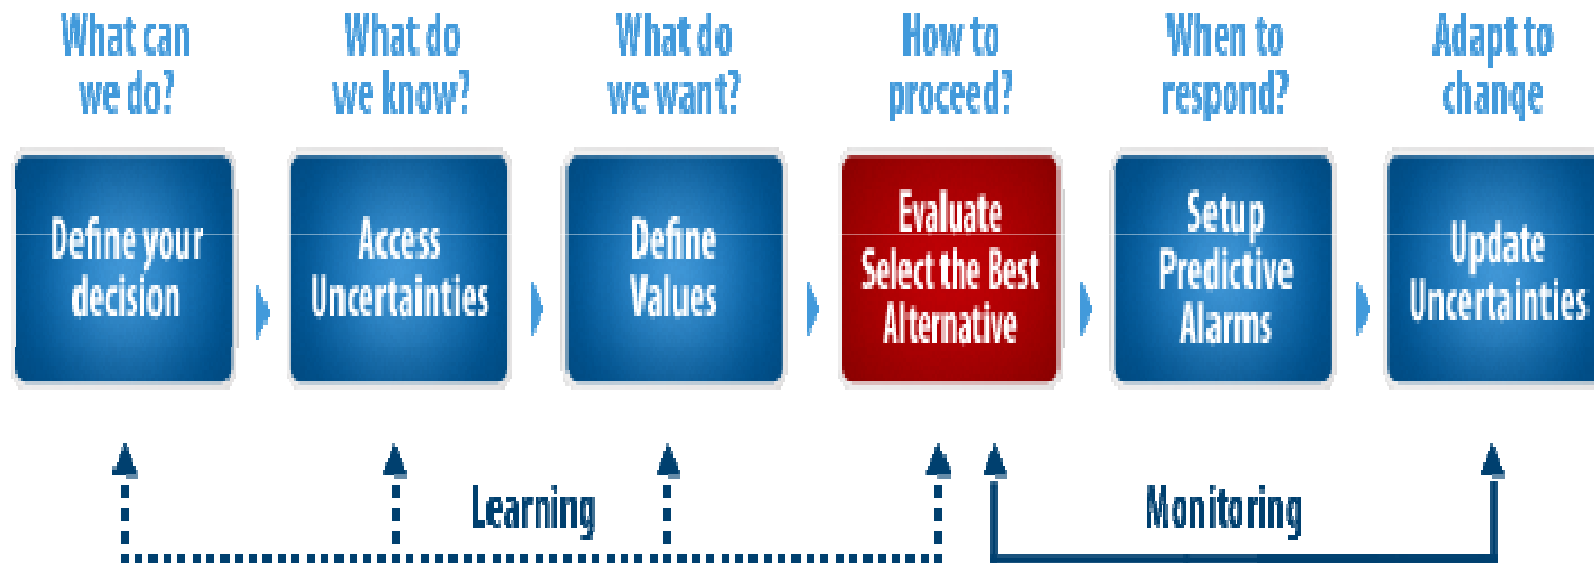 What can
we do?
What do
we know?
What do
we want?
How to
proceed?
When to
respond?
Adapt to
change
Define your
decision
Access
Uncertainties
Define
Values
Evaluate
Select the Best
Alternative
Setup
Predictive
Alarms
Update
Uncertainties
Learning
Monitoring